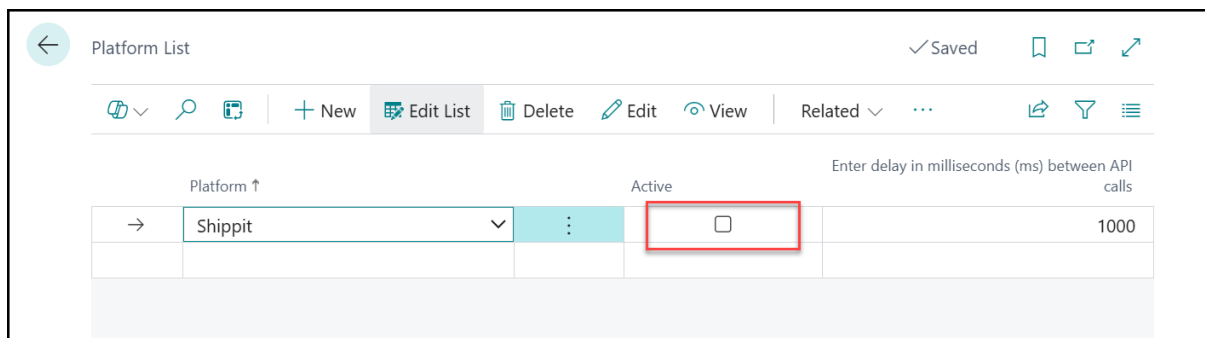 Platform List
Saved
New
Edit List
Delete
Edit
View
Related
Enter delay in milliseconds (ms) between API
calls
Platform ↑
Active
Shippit
1000